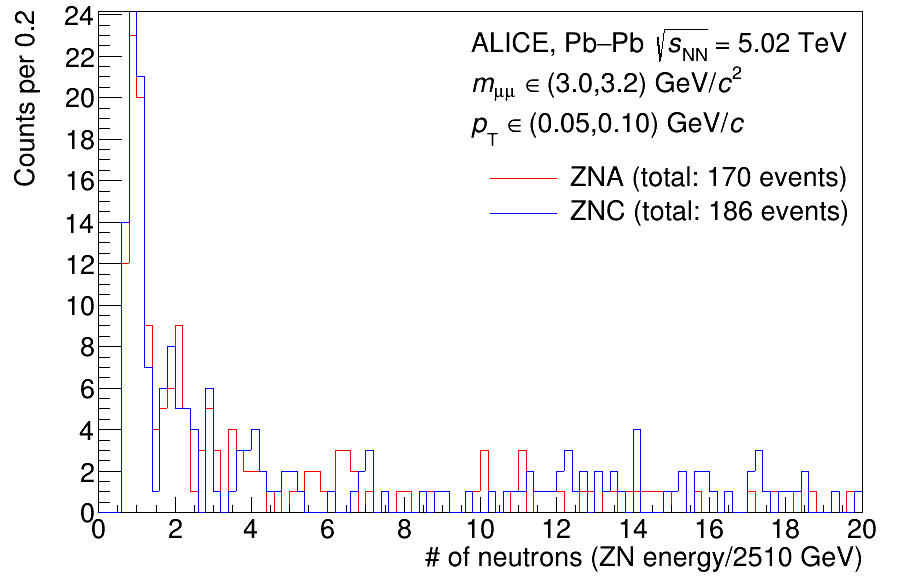 Counts per 0.2
24
22
20
18
16
14
12
10
8
6
4
2
0
ALICE, Pb–Pb √s_NN = 5.02 TeV
m_μμ ∈ (3.0,3.2) GeV/c²
p_T ∈ (0.05,0.10) GeV/c
ZNA (total: 170 events)
ZNC (total: 186 events)
0 2 4 6 8 10 12 14 16 18 20
# of neutrons (ZN energy/2510 GeV)